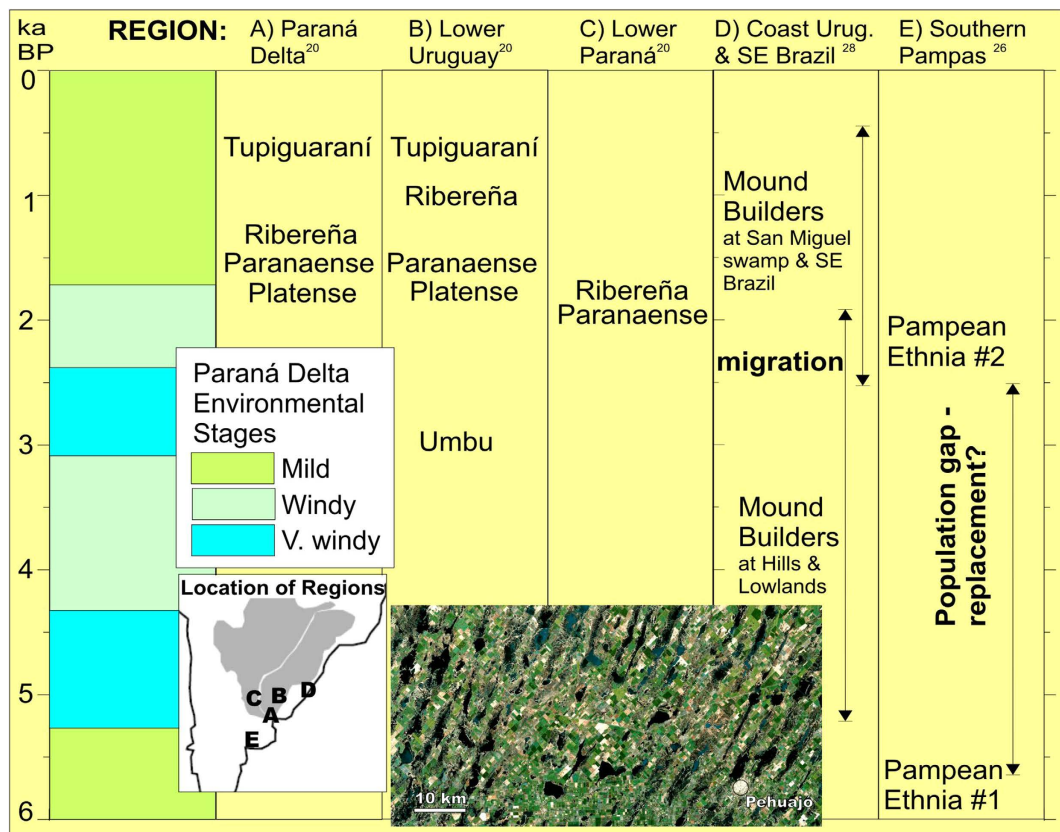 ka
BP
REGION:
A) Paraná
Delta20
B) Lower
Uruguay20
C) Lower
Paraná20
D) Coast Urug.
& SE Brazil 28
E) Southern
Pampas 26
0
1
2
3
4
5
6
Tupiguaraní
Ribereña
Paranaense
Platense
Tupiguaraní
Ribereña
Paranaense
Platense
Umbu
Ribereña
Paranaense
Mound
Builders
at San Miguel
swamp & SE
Brazil
migration
Mound
Builders
at Hills &
Lowlands
Pampean
Ethnia #2
Population gap -
replacement?
Pampean
Ethnia #1
Paraná Delta
Environmental
Stages
Mild
Windy
V. windy
Location of Regions
C
B
D
A
E
10 km
Pehuajo